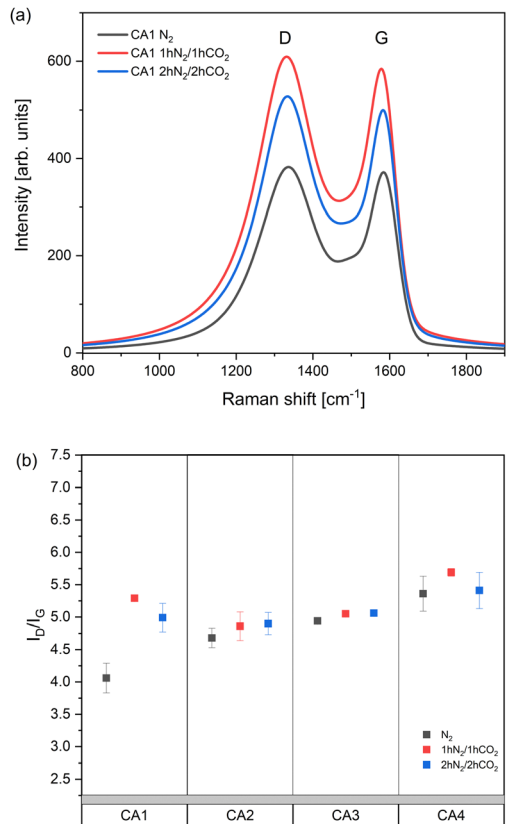 (a)
CA1 N₂
CA1 1hN₂/1hCO₂
CA1 2hN₂/2hCO₂
D
G
Intensity [arb. units]
600
400
200
0
800
1000
1200
1400
1600
1800
Raman shift [cm⁻¹]
(b)
I_D/I_G
7.5
7.0
6.5
6.0
5.5
5.0
4.5
4.0
3.5
3.0
2.5
N₂
1hN₂/1hCO₂
2hN₂/2hCO₂
CA1
CA2
CA3
CA4